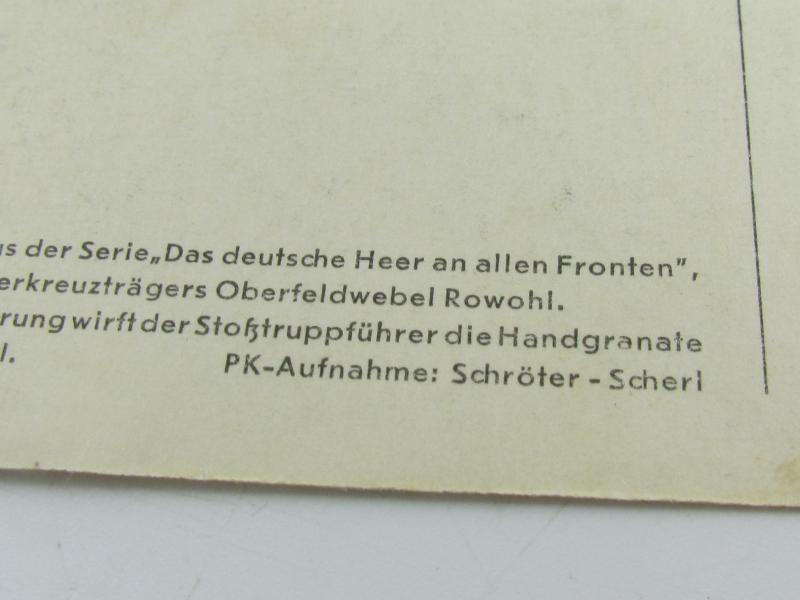 us der Serie„Das deutsche Heer an allen Fronten”,
erkreuzträgers Oberfeldwebel Rowohl.
rung wirft der Stoßtruppführer die Handgranate
l.
PK-Aufnahme: Schröter - Scherl